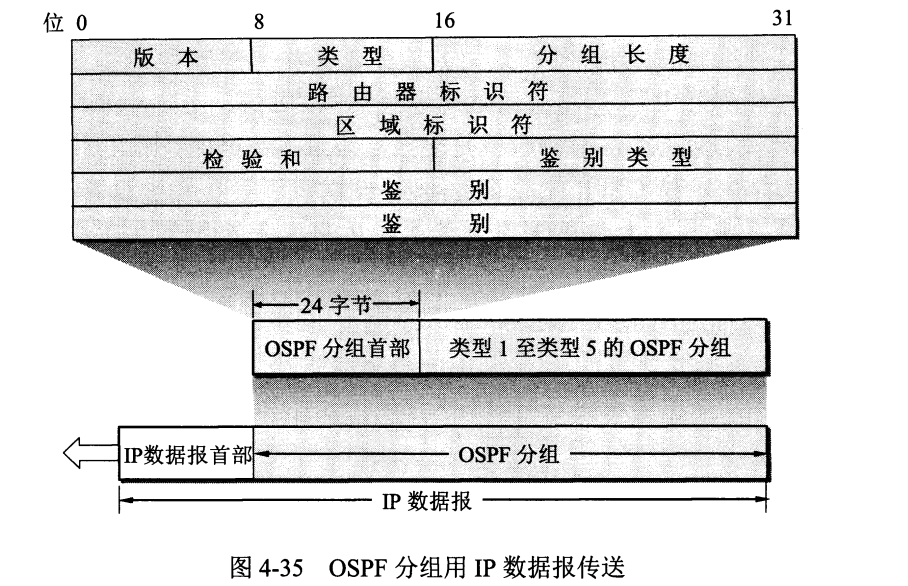 位 0 8 16 31
版 本 类 型 分 组 长 度
路 由 器 标 识 符
区 域 标 识 符
检 验 和 鉴 别 类 型
鉴 别
鉴 别
24 字节
OSPF 分组首部 类型 1 至类型 5 的 OSPF 分组
IP数据报首部 OSPF 分组
IP 数据报
图 4-35 OSPF 分组用 IP 数据报传送